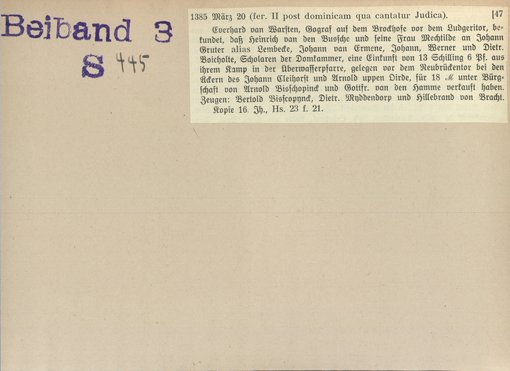 Beiband 3
S 445
1385 März 20 (fer. II post dominicam qua cantatur Judica). [47
Everhard van Warsten, Gograf auf dem Brockhofe vor dem Ludgeritor, be-
kundet, daß Heinrich van den Bussche und seine Frau Mechtilde an Johann
Gruter alias Lembecke, Johann van Ermene, Johann, Werner und Dietr.
Boicholte, Scholaren der Domkammer, eine Einkunft von 13 Schilling 6 Pf. aus
ihrem Kamp in der Überwasserpfarre, gelegen vor dem Neubrückentor bei den
Äckern des Johann Cleihorst und Arnold uppen Dirde, für 18 ℳ unter Bürg-
schaft von Arnold Bisschopinck und Gottfr. van den Hamme verkauft haben.
Zeugen: Bertold Bisscopynck, Dietr. Myddendorp und Hillebrand von Bracht.
Kopie 16. Jh., Hs. 23 f. 21.